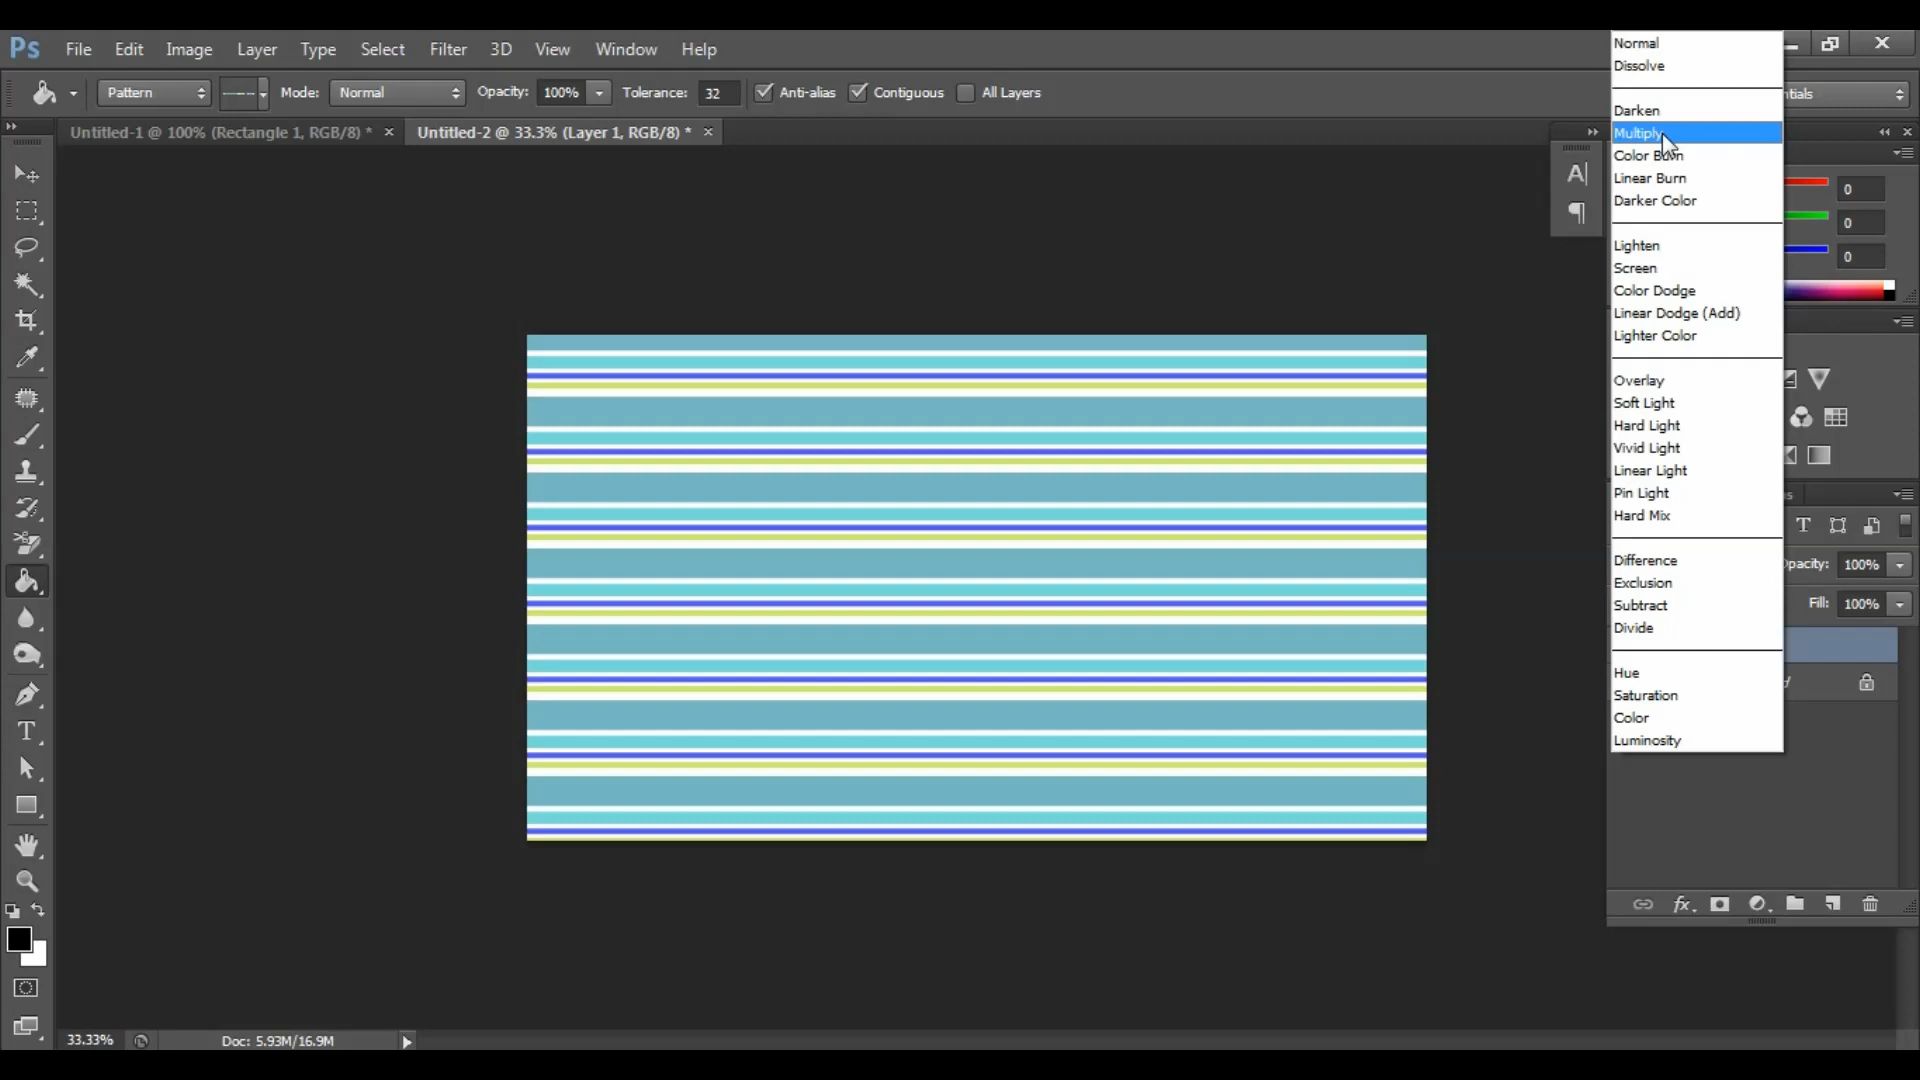 Ps File Edit Image Layer Type Select Filter 3D View Window Help
Pattern Mode: Normal Opacity: 100% Tolerance: 32 Anti-alias Contiguous All Layers
Untitled-1 @ 100% (Rectangle 1, RGB/8) * × Untitled-2 @ 33.3% (Layer 1, RGB/8) * ×
Normal
Dissolve
Darken
Multiply
Color Burn
Linear Burn
Darker Color
Lighten
Screen
Color Dodge
Linear Dodge (Add)
Lighter Color
Overlay
Soft Light
Hard Light
Vivid Light
Linear Light
Pin Light
Hard Mix
Difference
Exclusion
Subtract
Divide
Hue
Saturation
Color
Luminosity
ntials
0
0
0
Opacity: 100%
Fill: 100%
fx
33.33% Doc: 5.93M/16.9M